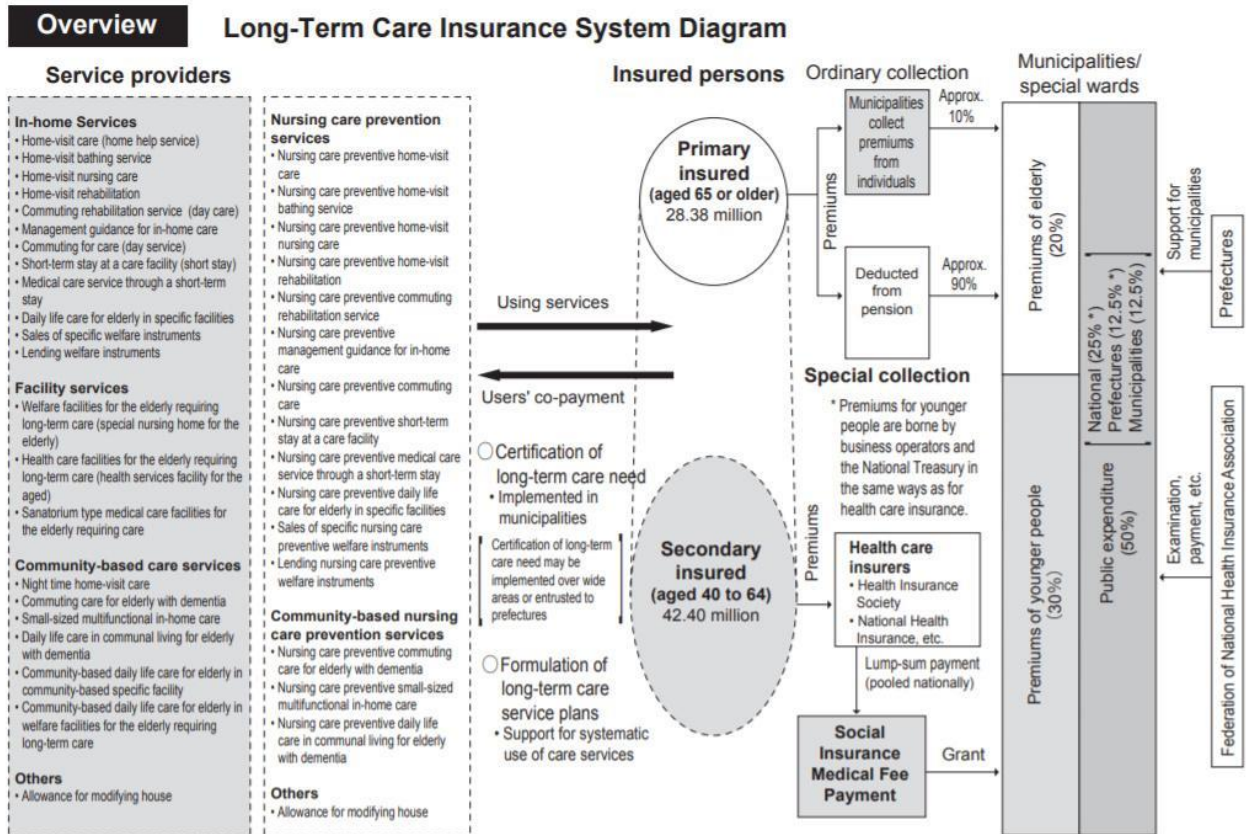 Overview
Long-Term Care Insurance System Diagram
Service providers
In-home Services
• Home-visit care (home help service)
• Home-visit bathing service
• Home-visit nursing care
• Home-visit rehabilitation
• Commuting rehabilitation service (day care)
• Management guidance for in-home care
• Commuting for care (day service)
• Short-term stay at a care facility (short stay)
• Medical care service through a short-term
stay
• Daily life care for elderly in specific facilities
• Sales of specific welfare instruments
• Lending welfare instruments
Facility services
• Welfare facilities for the elderly requiring
long-term care (special nursing home for the
elderly)
• Health care facilities for the elderly requiring
long-term care (health services facility for the
aged)
• Sanatorium type medical care facilities for
the elderly requiring care
Community-based care services
• Night time home-visit care
• Commuting care for elderly with dementia
• Small-sized multifunctional in-home care
• Daily life care in communal living for elderly
with dementia
• Community-based daily life care for elderly in
community-based specific facility
• Community-based daily life care for elderly in
welfare facilities for the elderly requiring
long-term care
Others
• Allowance for modifying house
Nursing care prevention
services
• Nursing care preventive home-visit
care
• Nursing care preventive home-visit
bathing service
• Nursing care preventive home-visit
nursing care
• Nursing care preventive home-visit
rehabilitation
• Nursing care preventive commuting
rehabilitation service
• Nursing care preventive
management guidance for in-home
care
• Nursing care preventive commuting
care
• Nursing care preventive short-term
stay at a care facility
• Nursing care preventive medical care
service through a short-term stay
• Nursing care preventive daily life
care for elderly in specific facilities
• Sales of specific nursing care
preventive welfare instruments
• Lending nursing care preventive
welfare instruments
Community-based nursing
care prevention services
• Nursing care preventive commuting
care for elderly with dementia
• Nursing care preventive small-sized
multifunctional in-home care
• Nursing care preventive daily life
care in communal living for elderly
with dementia
Others
• Allowance for modifying house
Using services
Users' co-payment
○ Certification of
long-term care need
• Implemented in
municipalities
Certification of long-term
care need may be
implemented over wide
areas or entrusted to
prefectures
○ Formulation of
long-term care
service plans
• Support for systematic
use of care services
Insured persons
Primary
insured
(aged 65 or older)
28.38 million
Secondary
insured
(aged 40 to 64)
42.40 million
Ordinary collection
Premiums
Municipalities
collect
premiums
from
individuals
Approx.
10%
Deducted
from
pension
Approx.
90%
Special collection
* Premiums for younger
people are borne by
business operators and
the National Treasury in
the same ways as for
health care insurance.
Premiums
Health care
insurers
• Health Insurance
Society
• National Health
Insurance, etc.
Lump-sum payment
(pooled nationally)
Social
Insurance
Medical Fee
Payment
Grant
Municipalities/
special wards
Premiums of elderly
(20%)
Premiums of younger people
(30%)
National (25% *)
Prefectures (12.5% *)
Municipalities (12.5%)
Public expenditure
(50%)
Support for
municipalities
Prefectures
Examination,
payment, etc.
Federation of National Health Insurance Association